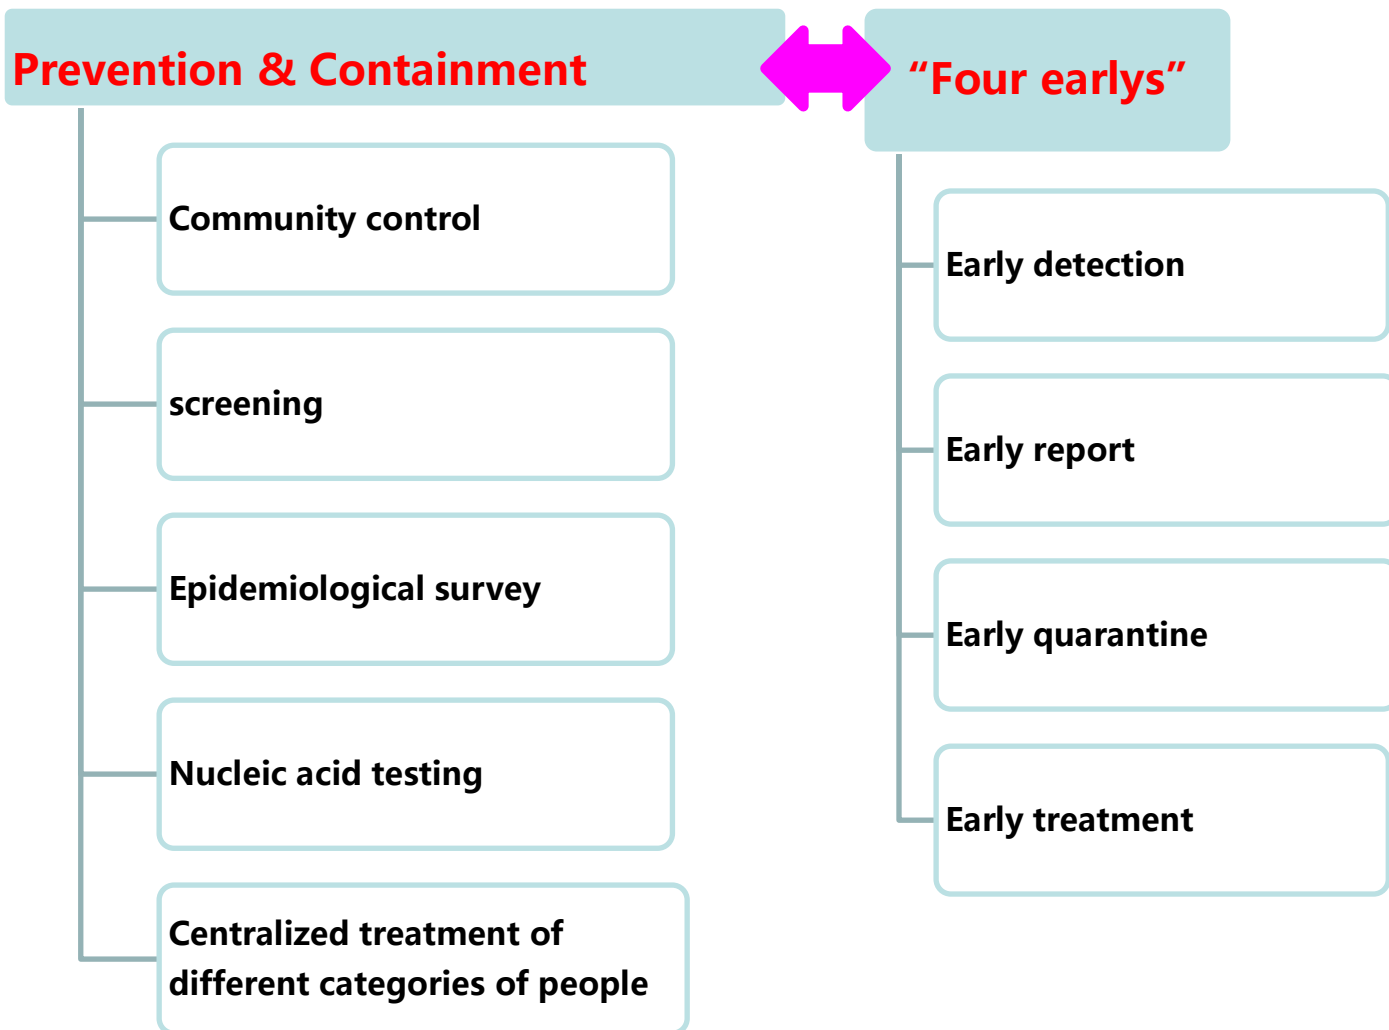 Prevention & Containment
Community control
screening
Epidemiological survey
Nucleic acid testing
Centralized treatment of
different categories of people
“Four earlys”
Early detection
Early report
Early quarantine
Early treatment